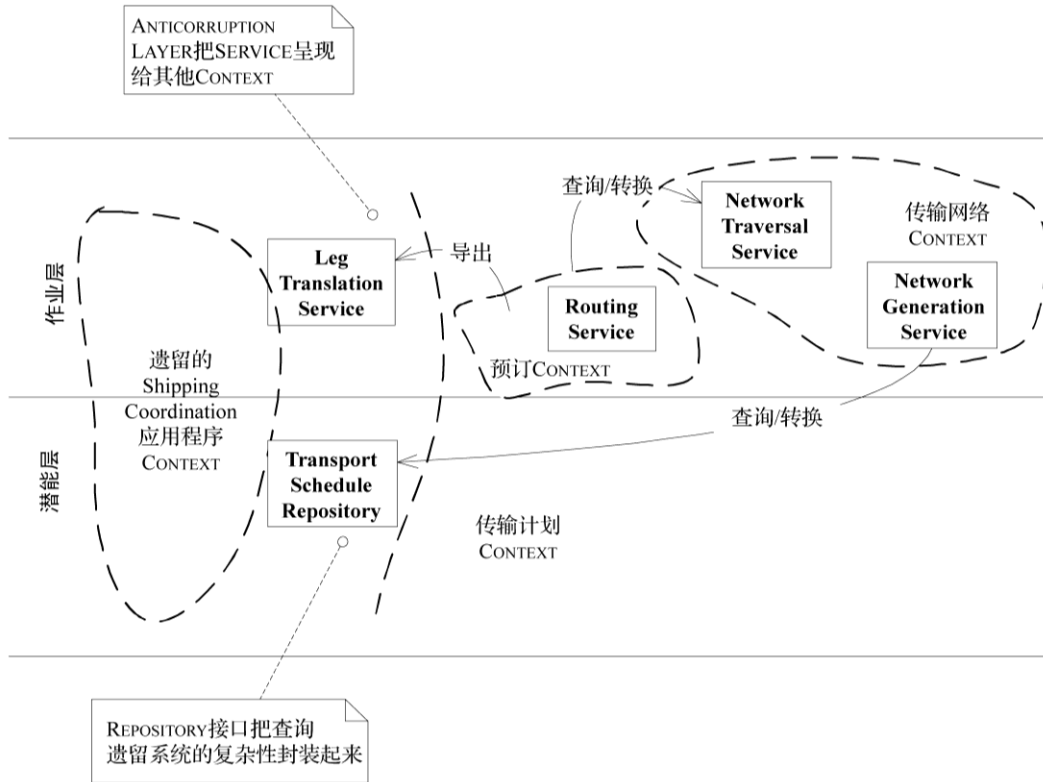 ANTICORRUPTION
LAYER把SERVICE呈现
给其他CONTEXT
作业层
潜能层
遗留的
Shipping
Coordination
应用程序
CONTEXT
Leg
Translation
Service
导出
查询/转换
Network
Traversal
Service
传输网络
CONTEXT
Network
Generation
Service
Routing
Service
预订CONTEXT
查询/转换
Transport
Schedule
Repository
传输计划
CONTEXT
REPOSITORY接口把查询
遗留系统的复杂性封装起来